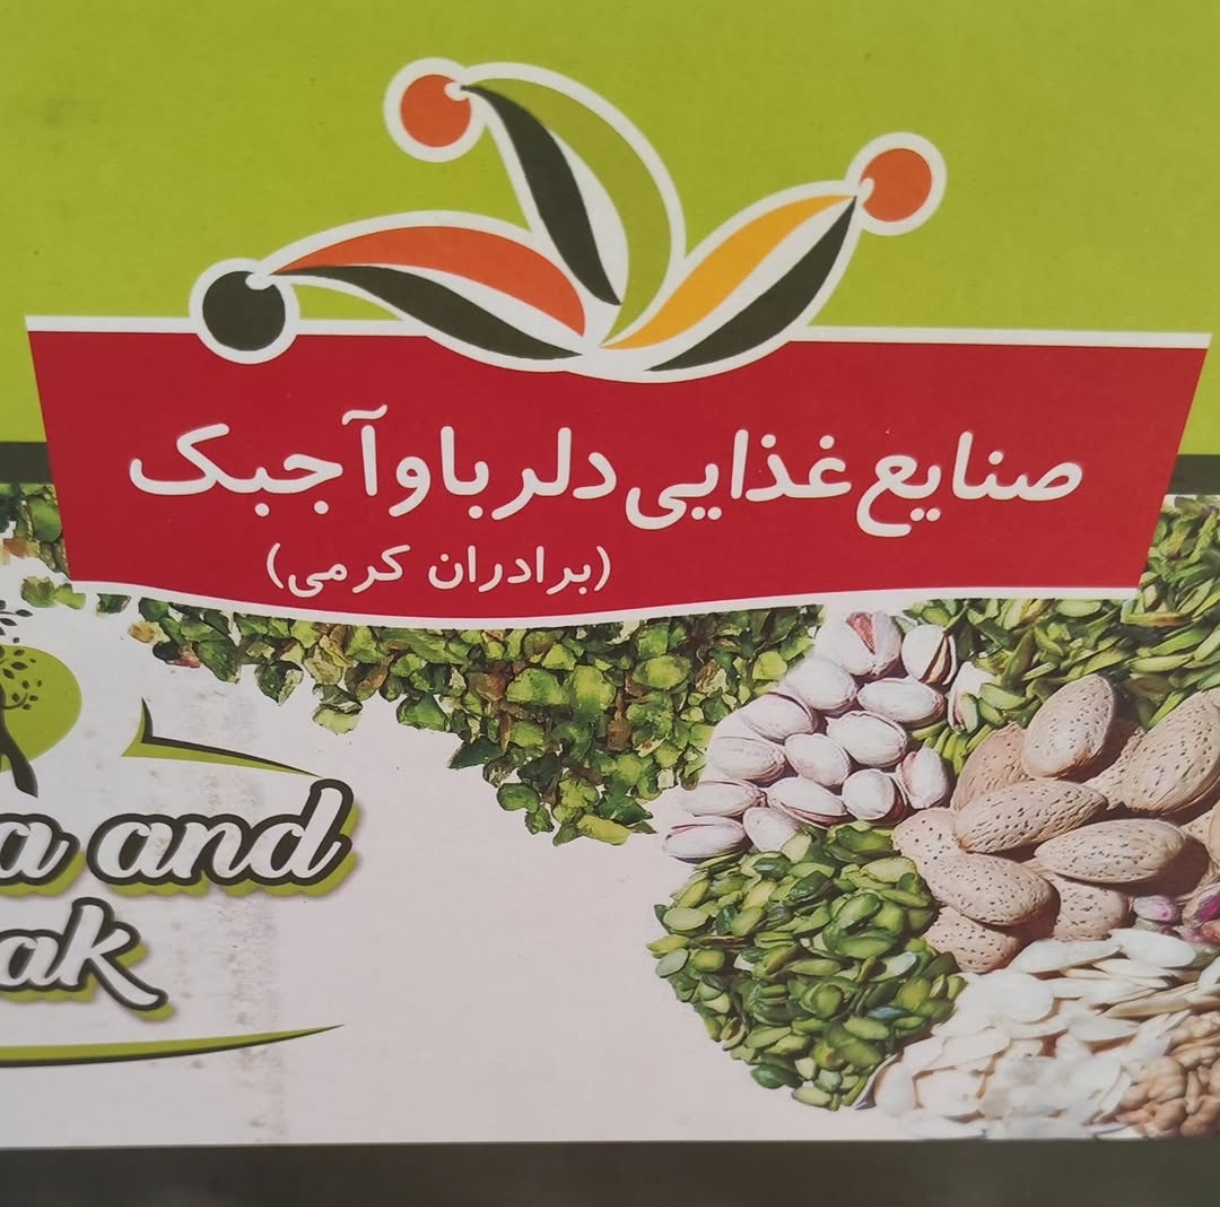 صنایع غذایی دلربا و آجبک
(برادران کرمی)
a and
ak